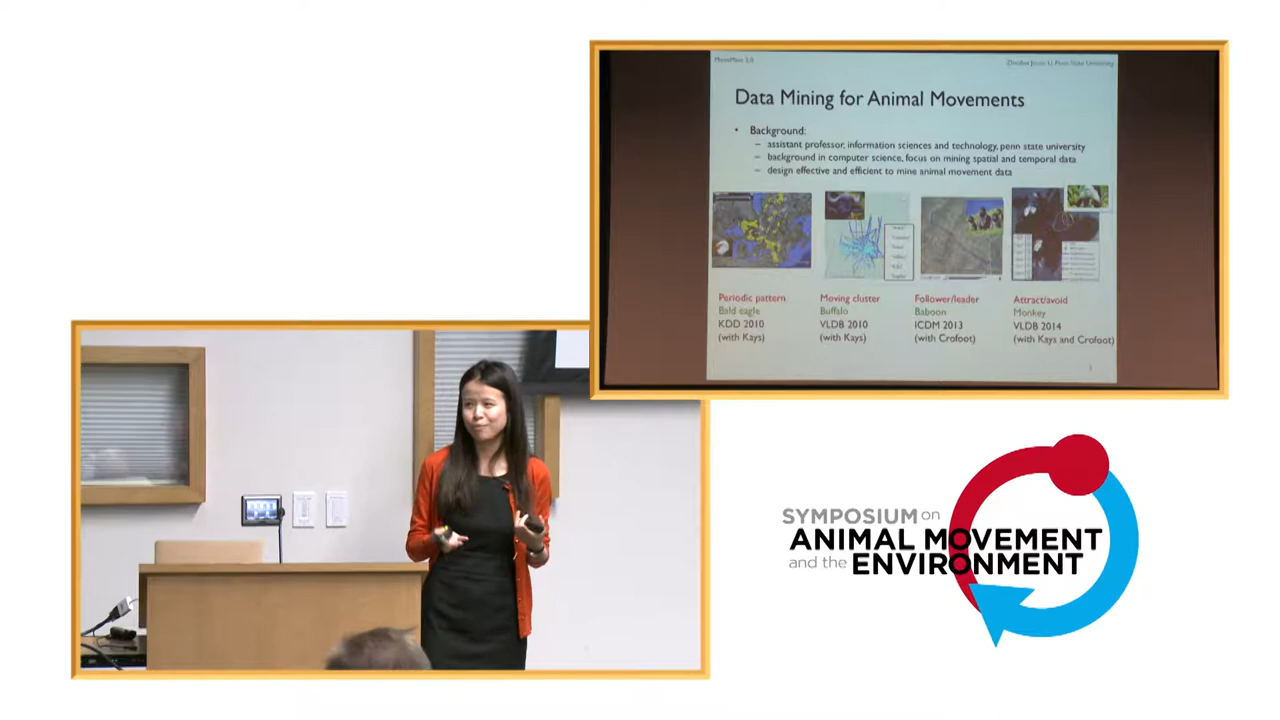 MoveMine 2.0
Data Mining for Animal Movements
• Background:
– assistant professor, information sciences and technology, penn state university
– background in computer science, focus on mining spatial and temporal data
– design effective and efficient to mine animal movement data
Periodic pattern
Bald eagle
KDD 2010
(with Kays)
Moving cluster
Buffalo
VLDB 2010
(with Kays)
Follower/leader
Baboon
ICDM 2013
(with Crofoot)
Attract/avoid
Monkey
VLDB 2014
(with Kays and Crofoot)
SYMPOSIUM on
ANIMAL MOVEMENT
and the ENVIRONMENT